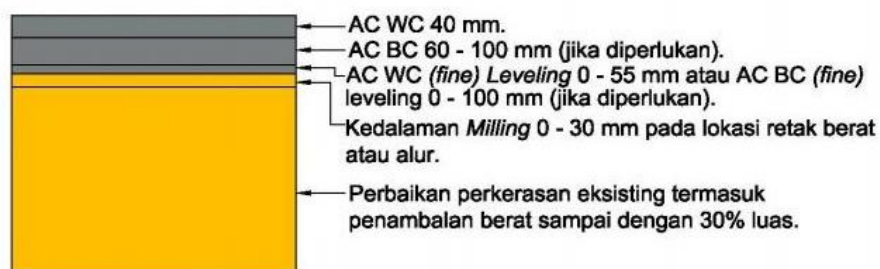 AC WC 40 mm.
AC BC 60 - 100 mm (jika diperlukan).
AC WC (fine) Leveling 0 - 55 mm atau AC BC (fine)
leveling 0 - 100 mm (jika diperlukan).
Kedalaman Milling 0 - 30 mm pada lokasi retak berat
atau alur.
Perbaikan perkerasan eksisting termasuk
penambalan berat sampai dengan 30% luas.